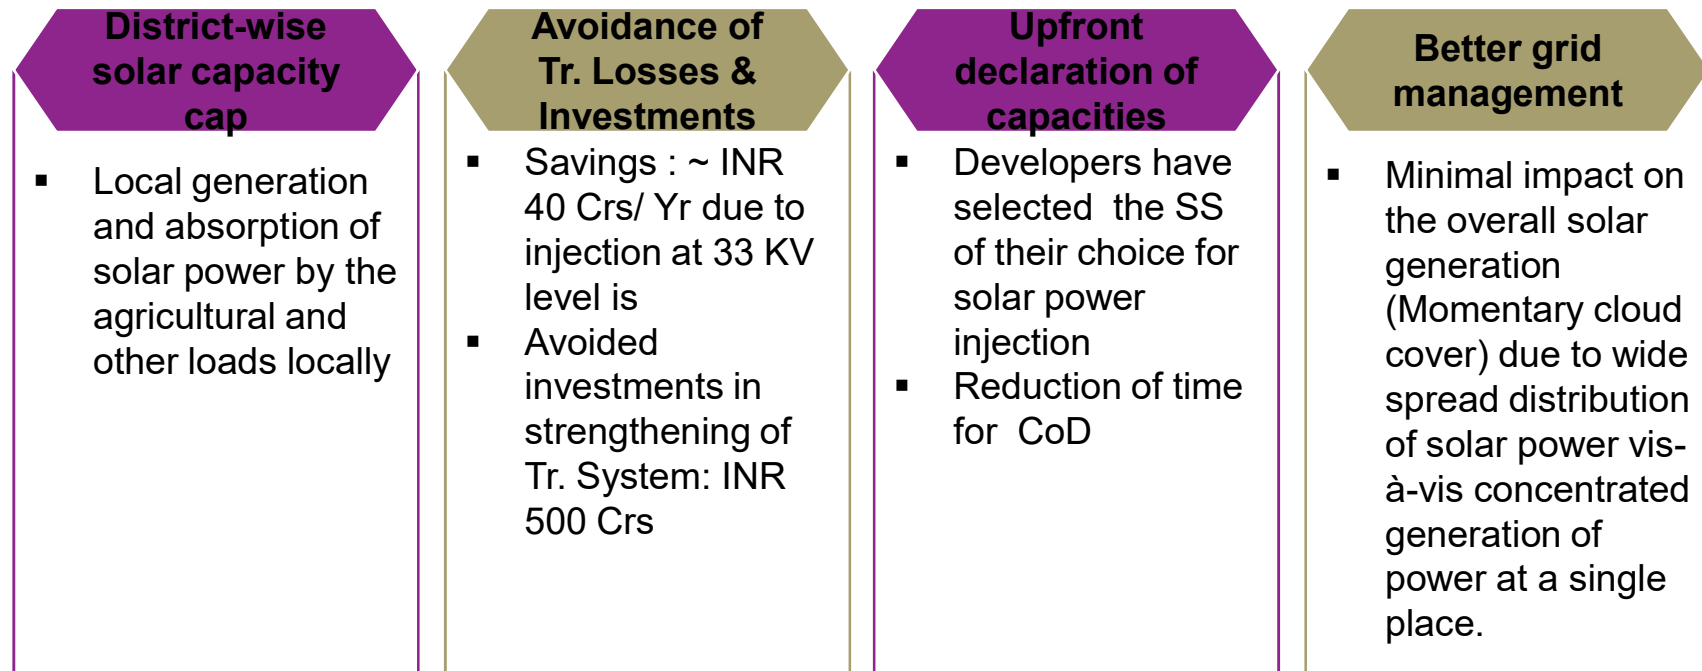 District-wise
solar capacity
cap
▪ Local generation
and absorption of
solar power by the
agricultural and
other loads locally
Avoidance of
Tr. Losses &
Investments
▪ Savings : ~ INR
40 Crs/ Yr due to
injection at 33 KV
level is
▪ Avoided
investments in
strengthening of
Tr. System: INR
500 Crs
Upfront
declaration of
capacities
▪ Developers have
selected the SS
of their choice for
solar power
injection
▪ Reduction of time
for CoD
Better grid
management
▪ Minimal impact on
the overall solar
generation
(Momentary cloud
cover) due to wide
spread distribution
of solar power vis-
à-vis concentrated
generation of
power at a single
place.